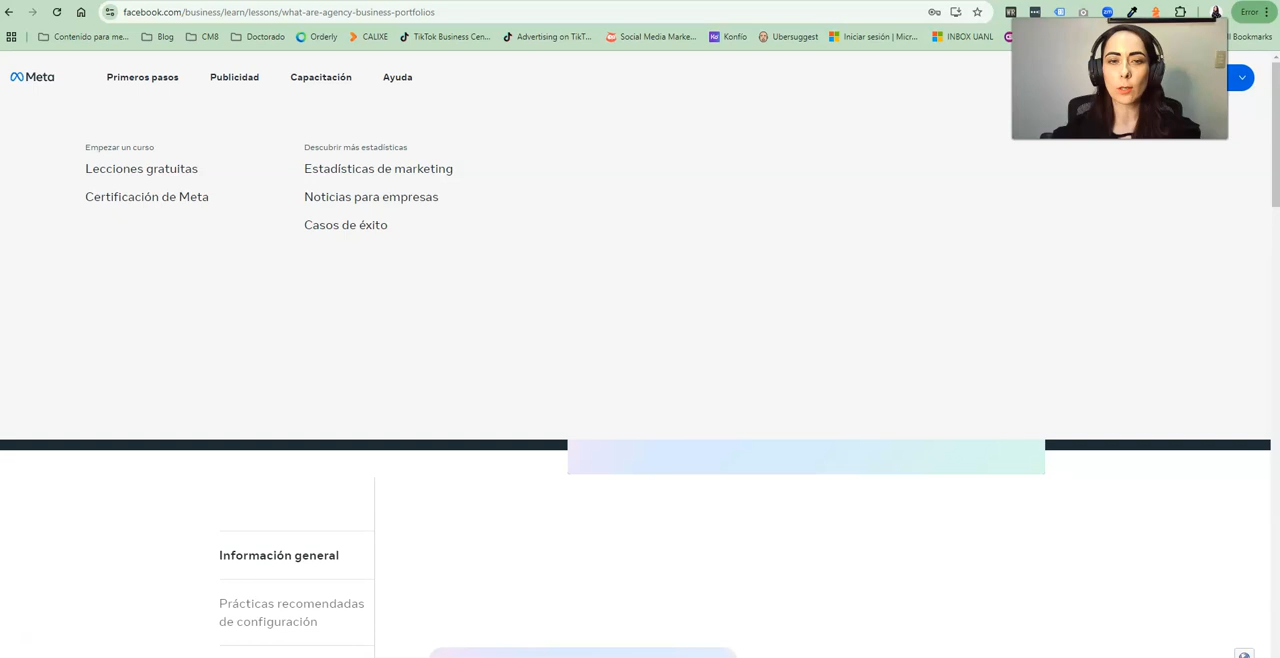 facebook.com/business/learn/lessons/what-are-agency-business-portfolios
Error
Contenido para me...
Blog
CM8
Doctorado
Orderly
CALIXE
TikTok Business Cen...
Advertising on TikT...
Social Media Marke...
Konfío
Ubersuggest
Iniciar sesión | Micr...
INBOX UANL
ll Bookmarks
Meta
Primeros pasos
Publicidad
Capacitación
Ayuda
Empezar un curso
Lecciones gratuitas
Certificación de Meta
Descubrir más estadísticas
Estadísticas de marketing
Noticias para empresas
Casos de éxito
Información general
Prácticas recomendadas
de configuración